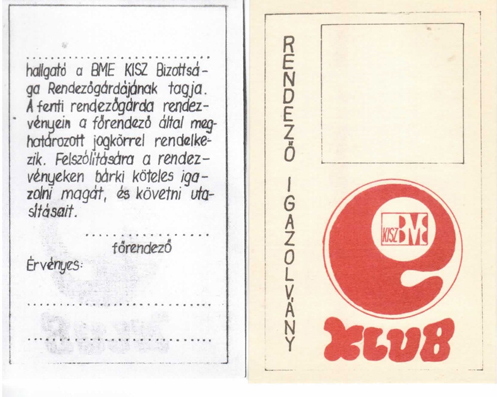 hallgató a BME KISZ Bizottsá-
ga Rendezőgárdájának tagja.
A fenti rendezőgárda rendez-
vényein a főrendező által meg-
határozott jogkörrel rendelke-
zik. Felszólítására a rendez-
vényeken bárki köteles iga-
zolni magát, és követni uta-
sításait.
főrendező
Érvényes:
RENDEZŐ IGAZOLVÁNY
KISZ BME
e
KLUB